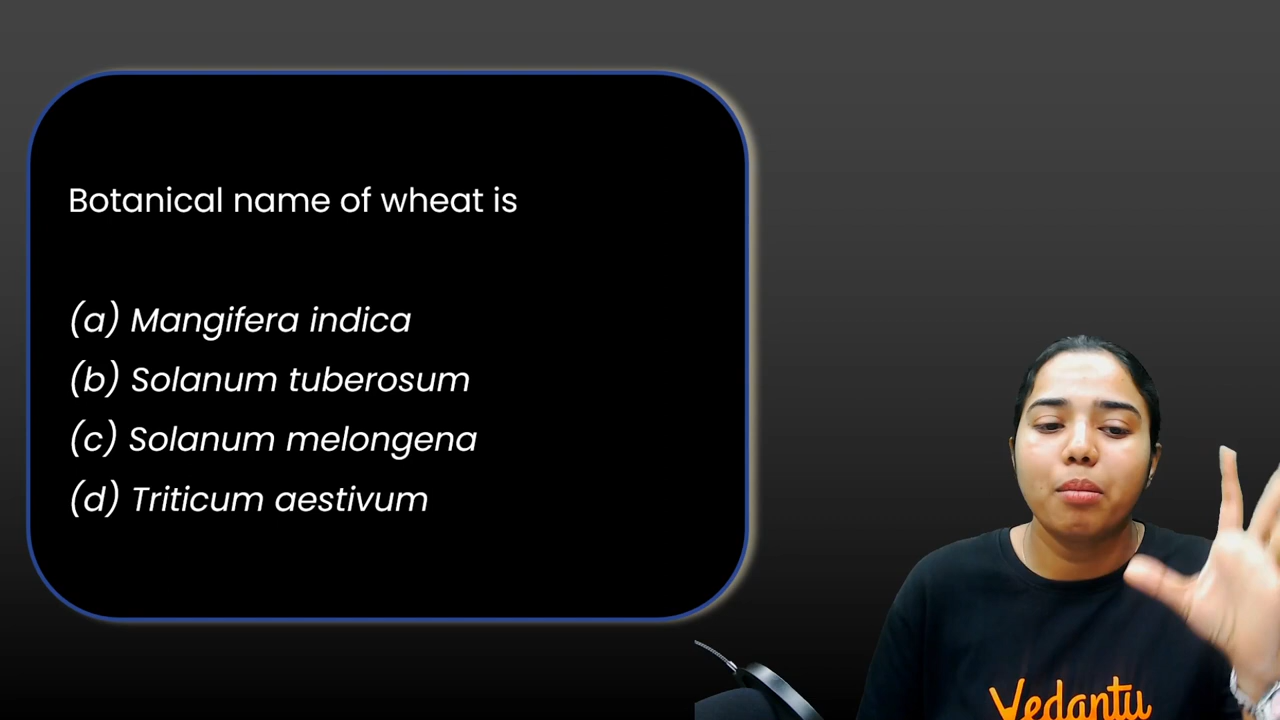 Botanical name of wheat is
(a) Mangifera indica
(b) Solanum tuberosum
(c) Solanum melongena
(d) Triticum aestivum
Vedantu